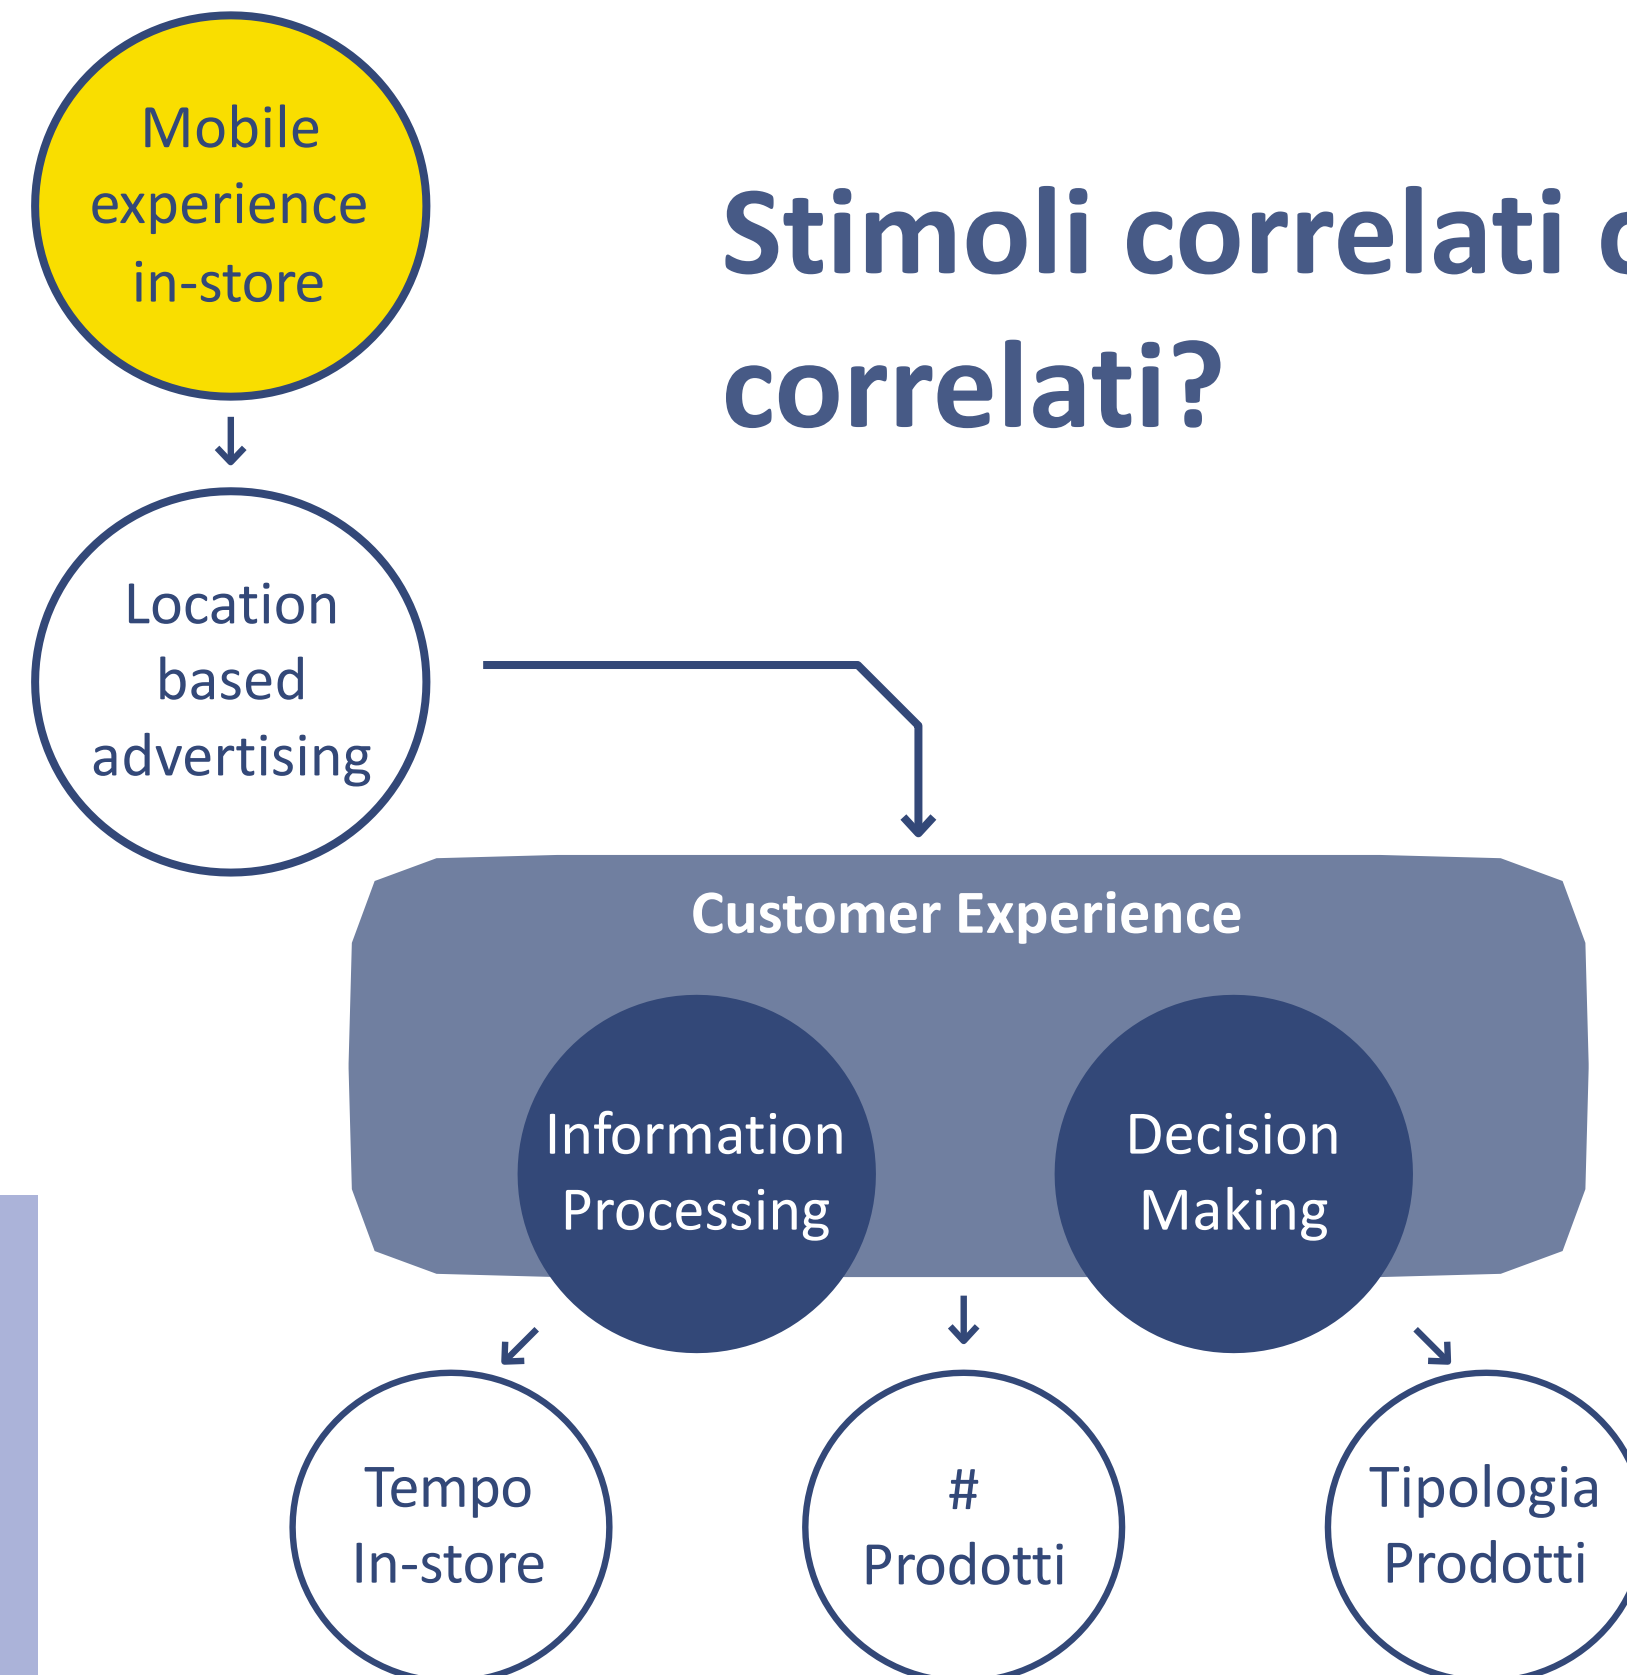 Mobile
experience
in-store
Stimoli correlati
correlati?
Location
based
advertising
Customer Experience
Information
Processing
Decision
Making
Tempo
In-store
#
Prodotti
Tipologia
Prodotti